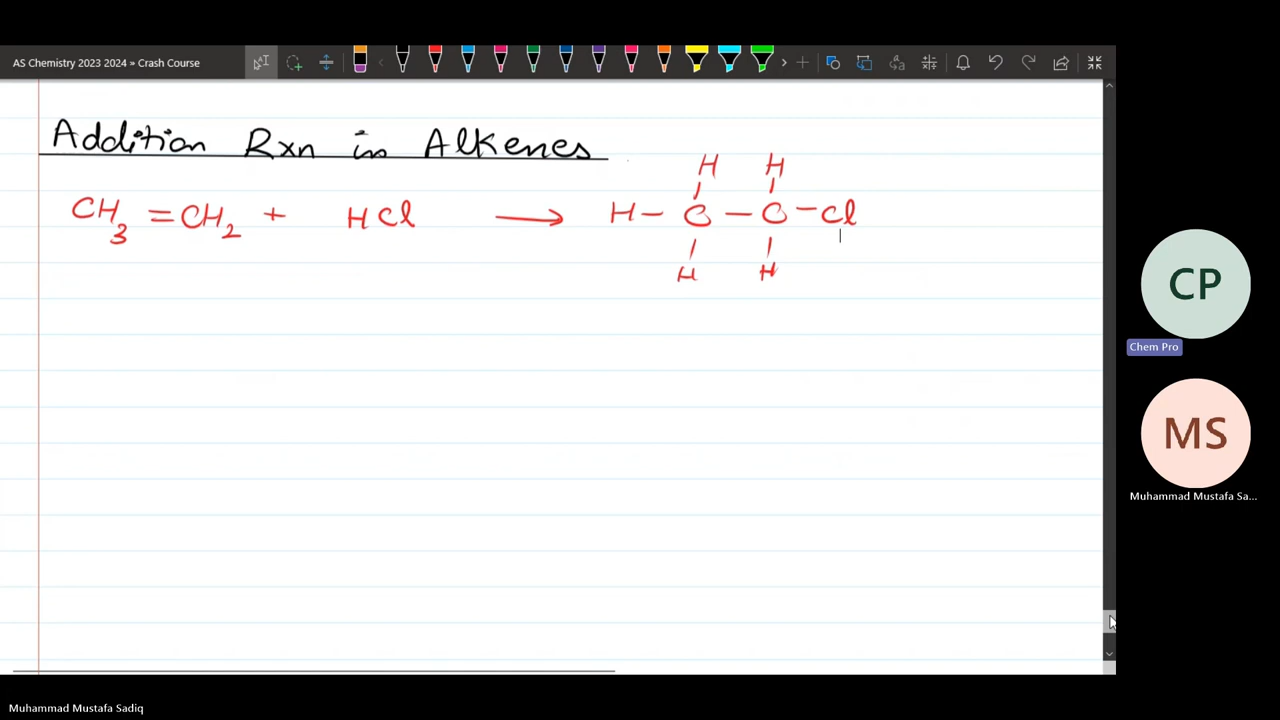 AS Chemistry 2023 2024 » Crash Course
Addition Rxn in Alkenes
H H
CH3 =CH2 + HCl → H – C – C – Cl
H H
CP
Chem Pro
MS
Muhammad Mustafa Sa...
Muhammad Mustafa Sadiq